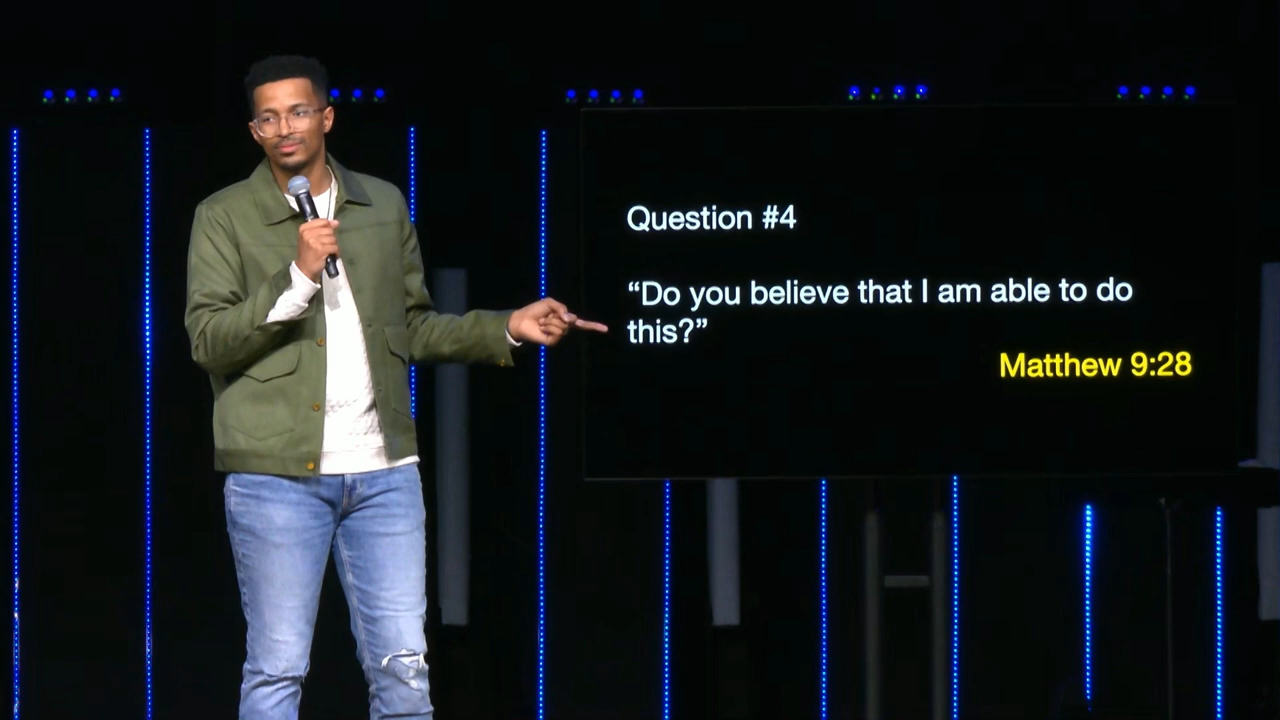 Question #4
“Do you believe that I am able to do
this?”
Matthew 9:28